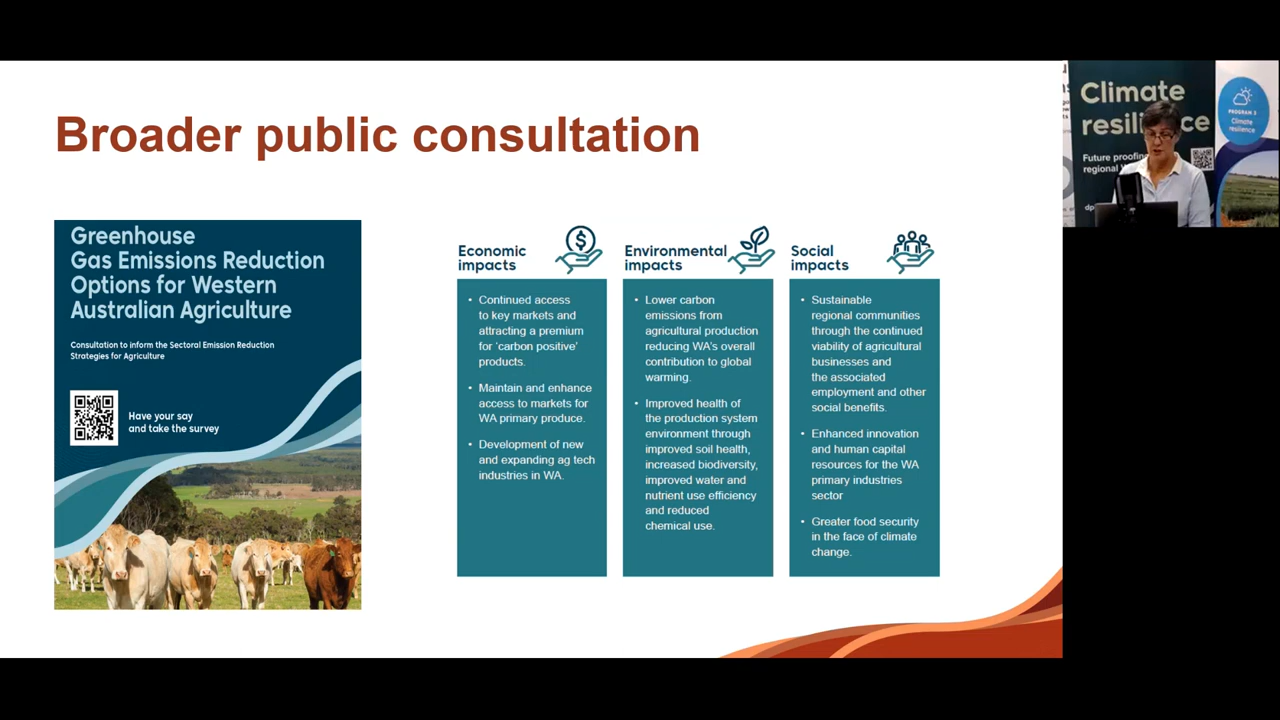 Broader public consultation
Greenhouse
Gas Emissions Reduction
Options for Western
Australian Agriculture
Consultation to inform the Sectoral Emission Reduction
Strategies for Agriculture
Have your say
and take the survey
Economic
impacts
• Continued access
to key markets and
attracting a premium
for ‘carbon positive’
products.
• Maintain and enhance
access to markets for
WA primary produce.
• Development of new
and expanding ag tech
industries in WA.
Environmental
impacts
• Lower carbon
emissions from
agricultural production
reducing WA's overall
contribution to global
warming.
• Improved health of
the production system
environment through
improved soil health,
increased biodiversity,
improved water and
nutrient use efficiency
and reduced
chemical use.
Social
impacts
• Sustainable
regional communities
through the continued
viability of agricultural
businesses and
the associated
employment and other
social benefits.
• Enhanced innovation
and human capital
resources for the WA
primary industries
sector
• Greater food security
in the face of climate
change.
Climate
resili ce
Future proofin
regional
PROGRAM 3
Climate
resilience